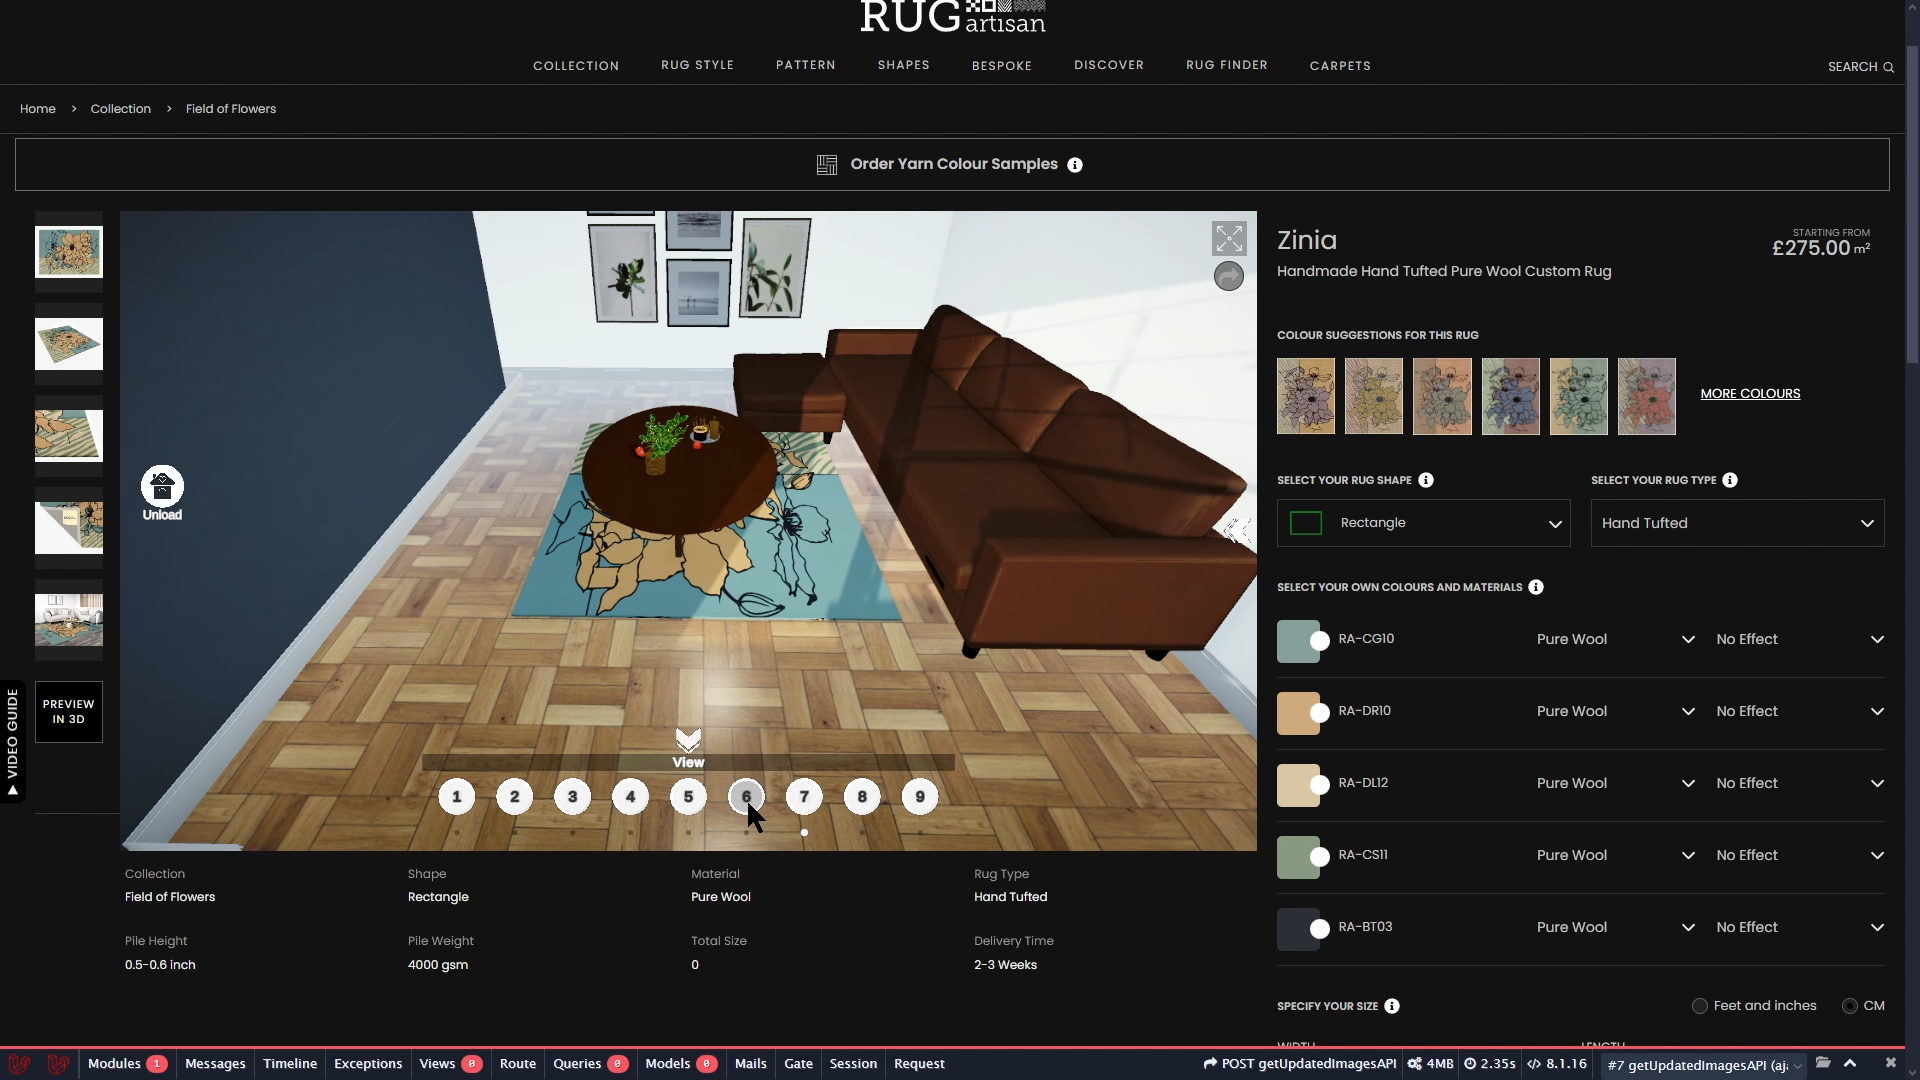 RUG artisan
COLLECTION RUG STYLE PATTERN SHAPES BESPOKE DISCOVER RUG FINDER CARPETS
SEARCH
Home > Collection > Field of Flowers
Order Yarn Colour Samples
PREVIEW
IN 3D
VIDEO GUIDE
Unload
View
1 2 3 4 5 6 7 8 9
Zinia
STARTING FROM
£275.00 m²
Handmade Hand Tufted Pure Wool Custom Rug
COLOUR SUGGESTIONS FOR THIS RUG
MORE COLOURS
SELECT YOUR RUG SHAPE
SELECT YOUR RUG TYPE
Rectangle
Hand Tufted
SELECT YOUR OWN COLOURS AND MATERIALS
RA-CG10 Pure Wool No Effect
RA-DR10 Pure Wool No Effect
RA-DL12 Pure Wool No Effect
RA-CS11 Pure Wool No Effect
RA-BT03 Pure Wool No Effect
SPECIFY YOUR SIZE
Feet and inches
CM
WIDTH
LENGTH
Collection Shape Material Rug Type
Field of Flowers Rectangle Pure Wool Hand Tufted
Pile Height Pile Weight Total Size Delivery Time
0.5-0.6 inch 4000 gsm 0 2-3 Weeks
Modules 1 Messages Timeline Exceptions Views 0 Route Queries 0 Models 0 Mails Gate Session Request
POST getUpdatedImagesAPI 4MB 2.35s 8.1.16 #7 getUpdatedImagesAPI (aj